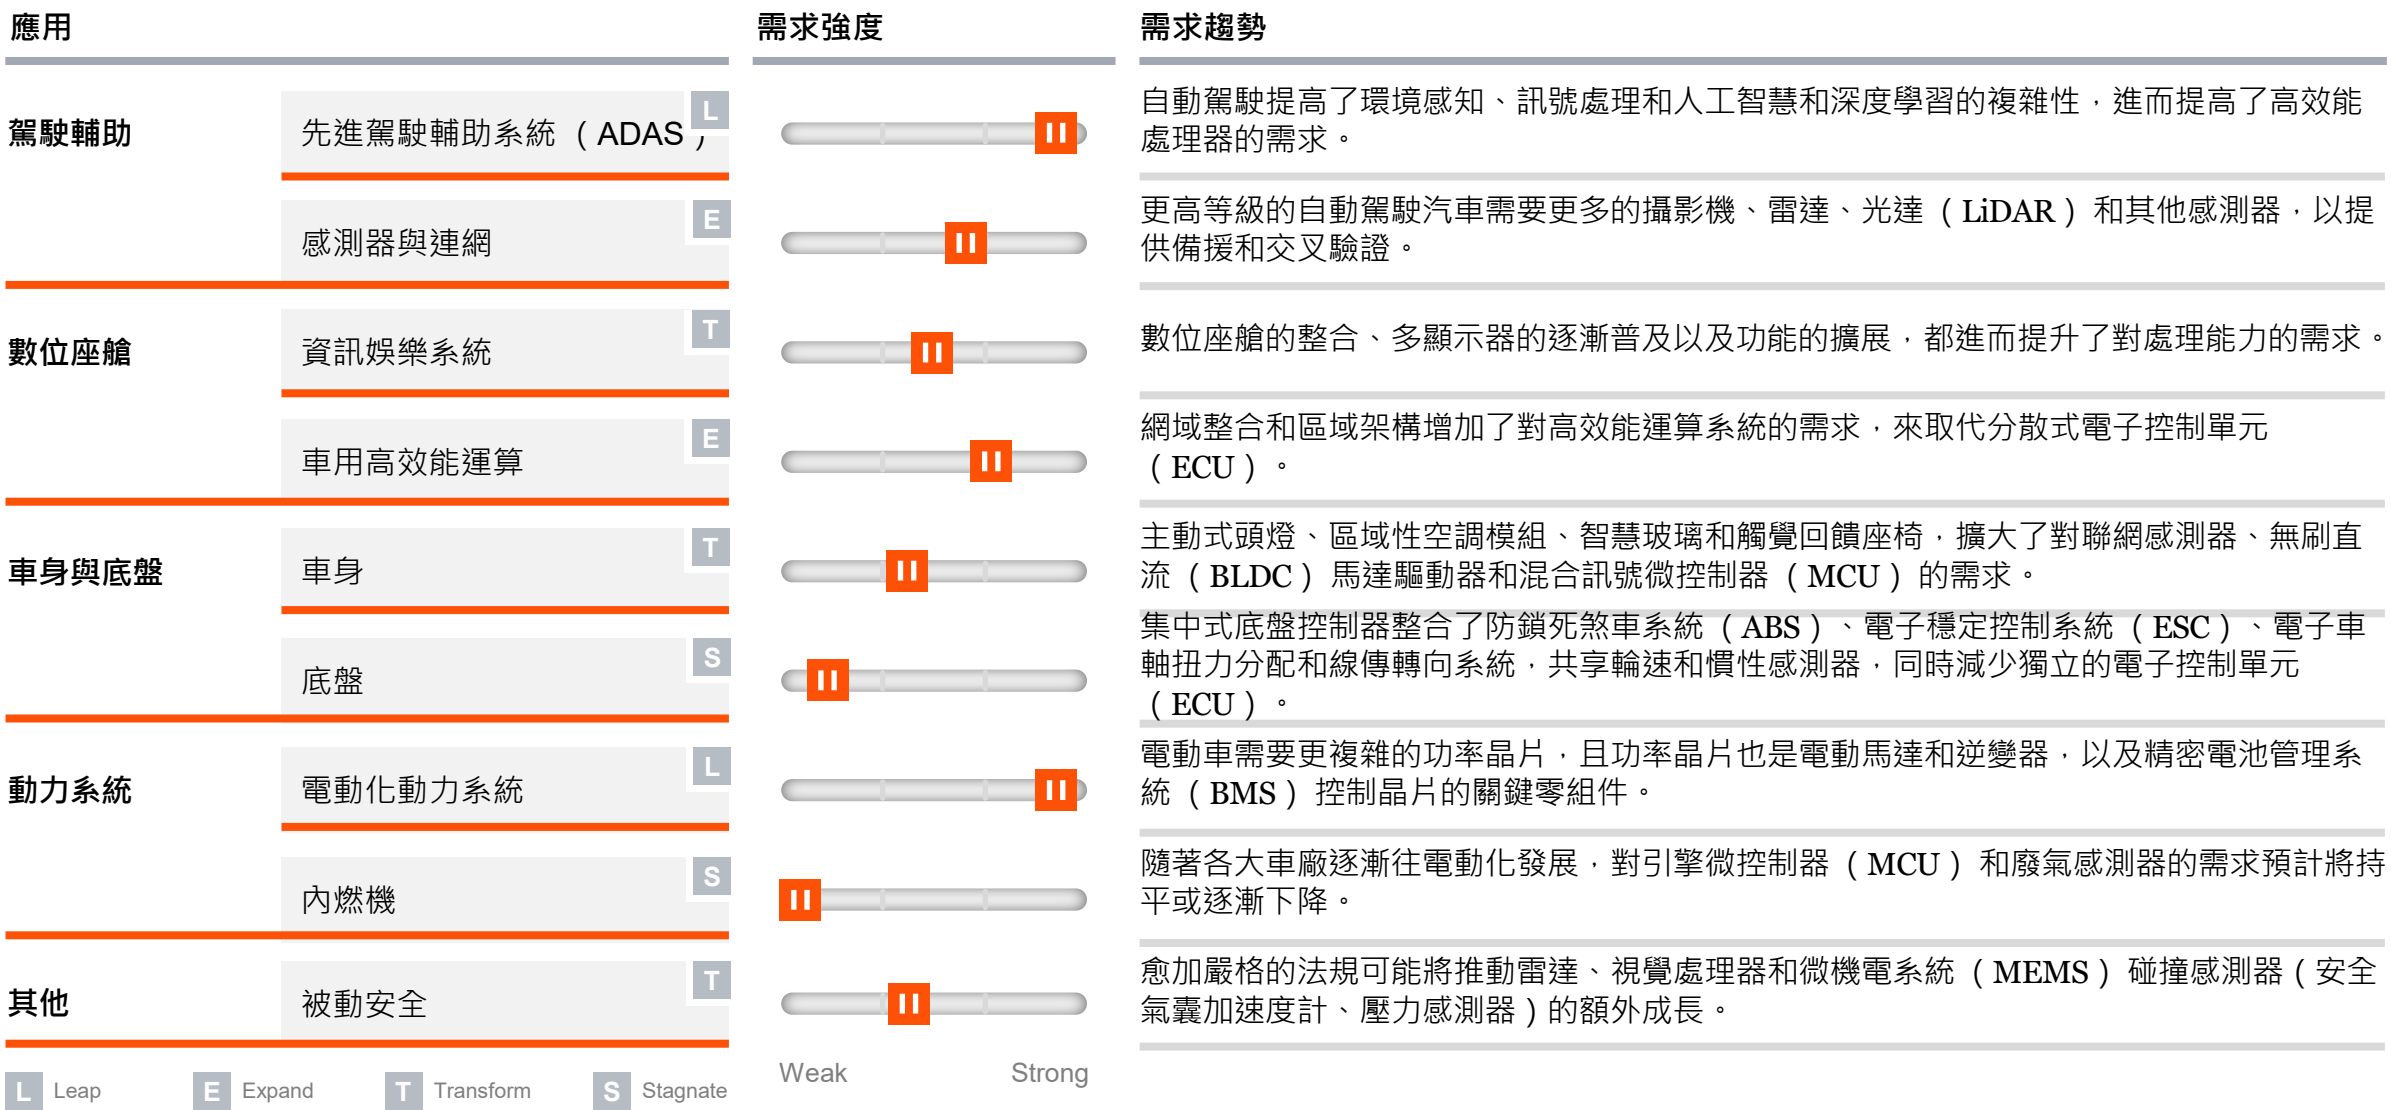 應用
需求強度
需求趨勢
駕駛輔助
先進駕駛輔助系統 (ADAS)
L
自動駕駛提高了環境感知、訊號處理和人工智慧和深度學習的複雜性，進而提高了高效能
處理器的需求。
感測器與連網
E
更高等級的自動駕駛汽車需要更多的攝影機、雷達、光達 (LiDAR) 和其他感測器，以提
供備援和交叉驗證。
數位座艙
資訊娛樂系統
T
數位座艙的整合、多顯示器的逐漸普及以及功能的擴展，都進而提升了對處理能力的需求。
車用高效能運算
E
網域整合和區域架構增加了對高效能運算系統的需求，來取代分散式電子控制單元
(ECU)。
車身與底盤
車身
T
主動式頭燈、區域性空調模組、智慧玻璃和觸覺回饋座椅，擴大了對聯網感測器、無刷直
流 (BLDC) 馬達驅動器和混合訊號微控制器 (MCU) 的需求。
底盤
S
集中式底盤控制器整合了防鎖死煞車系統 (ABS)、電子穩定控制系統 (ESC)、電子車
軸扭力分配和線傳轉向系統，共享輪速和慣性感測器，同時減少獨立的電子控制單元
(ECU)。
動力系統
電動化動力系統
L
電動車需要更複雜的功率晶片，且功率晶片也是電動馬達和逆變器，以及精密電池管理系
統 (BMS) 控制晶片的關鍵零組件。
內燃機
S
隨著各大車廠逐漸往電動化發展，對引擎微控制器 (MCU) 和廢氣感測器的需求預計將持
平或逐漸下降。
其他
被動安全
T
愈加嚴格的法規可能將推動雷達、視覺處理器和微機電系統 (MEMS) 碰撞感測器 (安全
氣囊加速度計、壓力感測器) 的額外成長。
Weak
Strong
L Leap
E Expand
T Transform
S Stagnate